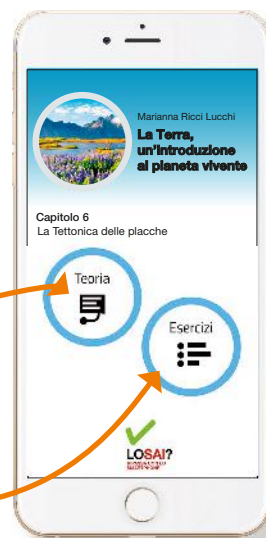 Marianna Ricci Lucchi
La Terra,
un'introduzione
al pianeta vivente
Capitolo 6
La Tettonica delle placche
Teoria
Esercizi
LOSAI?